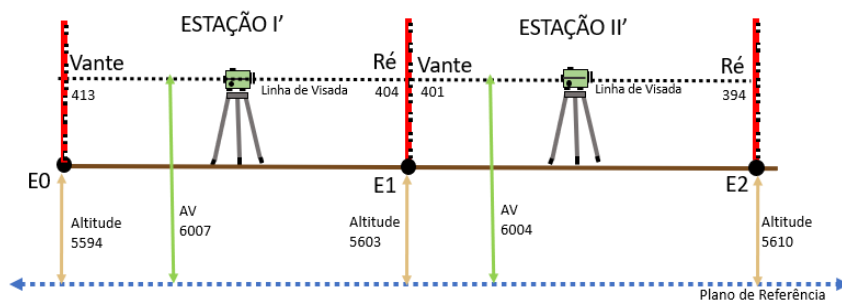 ESTAÇÃO I’
ESTAÇÃO II’
Vante
413
Linha de Visada
Ré
404
Vante
401
Linha de Visada
Ré
394
E0
E1
E2
Altitude
5594
AV
6007
Altitude
5603
AV
6004
Altitude
5610
Plano de Referência